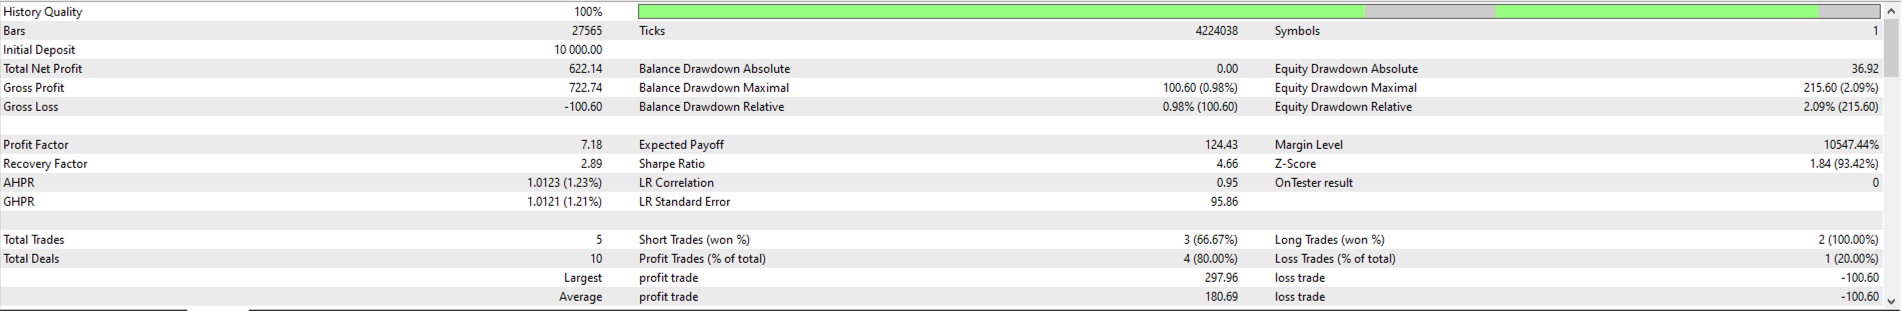 History Quality 100%
Bars 27565 Ticks 4224038 Symbols 1
Initial Deposit 10 000.00
Total Net Profit 622.14 Balance Drawdown Absolute 0.00 Equity Drawdown Absolute 36.92
Gross Profit 722.74 Balance Drawdown Maximal 100.60 (0.98%) Equity Drawdown Maximal 215.60 (2.09%)
Gross Loss -100.60 Balance Drawdown Relative 0.98% (100.60) Equity Drawdown Relative 2.09% (215.60)
Profit Factor 7.18 Expected Payoff 124.43 Margin Level 10547.44%
Recovery Factor 2.89 Sharpe Ratio 4.66 Z-Score 1.84 (93.42%)
AHPR 1.0123 (1.23%) LR Correlation 0.95 OnTester result 0
GHPR 1.0121 (1.21%) LR Standard Error 95.86
Total Trades 5 Short Trades (won %) 3 (66.67%) Long Trades (won %) 2 (100.00%)
Total Deals 10 Profit Trades (% of total) 4 (80.00%) Loss Trades (% of total) 1 (20.00%)
Largest profit trade 297.96 loss trade -100.60
Average profit trade 180.69 loss trade -100.60